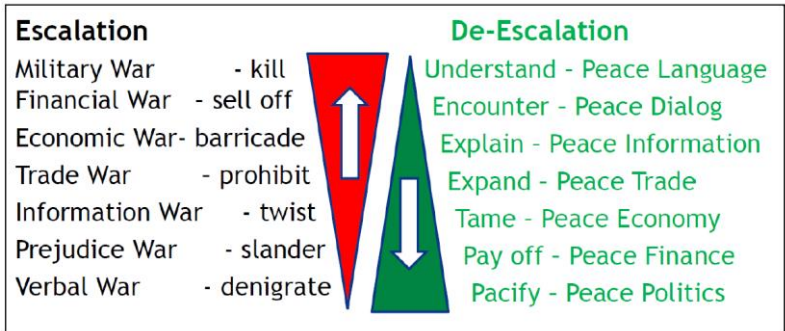 Escalation De-Escalation
Military War - kill Understand – Peace Language
Financial War - sell off Encounter – Peace Dialog
Economic War- barricade Explain – Peace Information
Trade War - prohibit Expand – Peace Trade
Information War - twist Tame – Peace Economy
Prejudice War - slander Pay off – Peace Finance
Verbal War - denigrate Pacify – Peace Politics